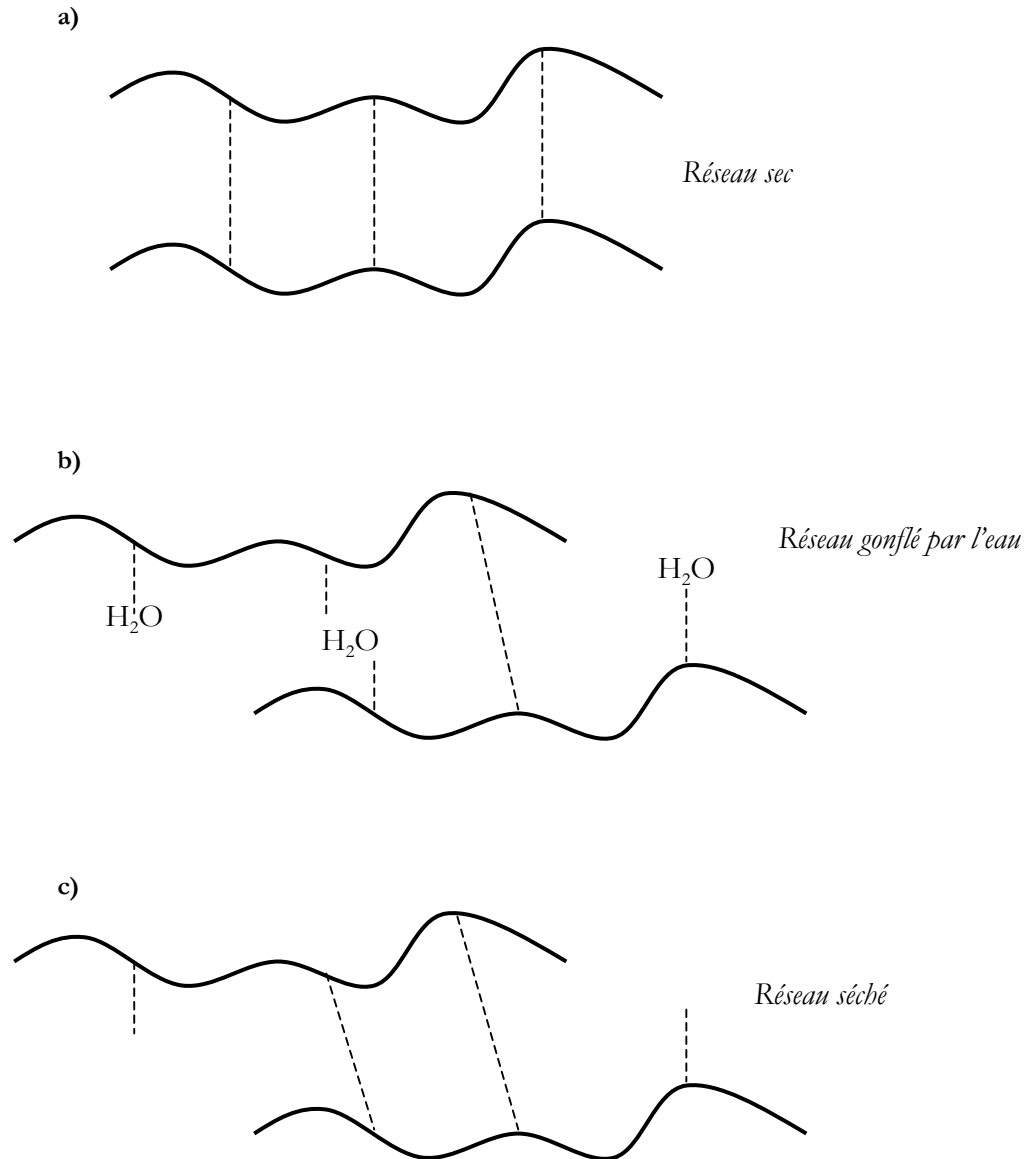 a)
Réseau sec
b)
Réseau gonflé par l'eau
H₂O
H₂O
H₂O
c)
Réseau séché